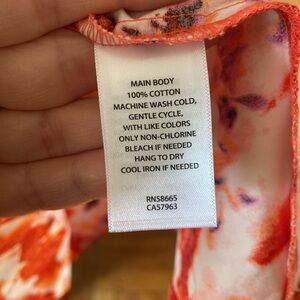 MAIN BODY
100% COTTON
MACHINE WASH COLD,
GENTLE CYCLE,
WITH LIKE COLORS
ONLY NON-CHLORINE
BLEACH IF NEEDED
HANG TO DRY
COOL IRON IF NEEDED
RN58665
CA57963